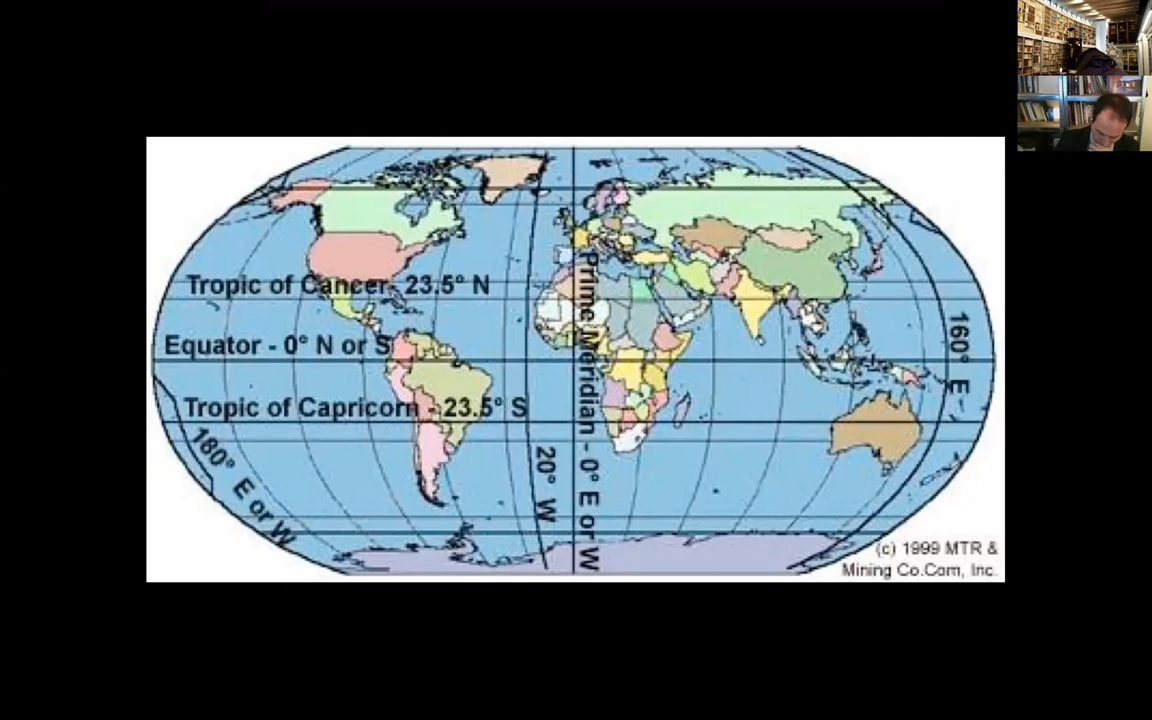 Tropic of Cancer- 23.5° N
Equator - 0° N or S
Tropic of Capricorn - 23.5° S
180° E or W
20° W
Prime Meridian - 0° E or W
160° E
(c) 1999 MTR &
Mining Co.Com, Inc.